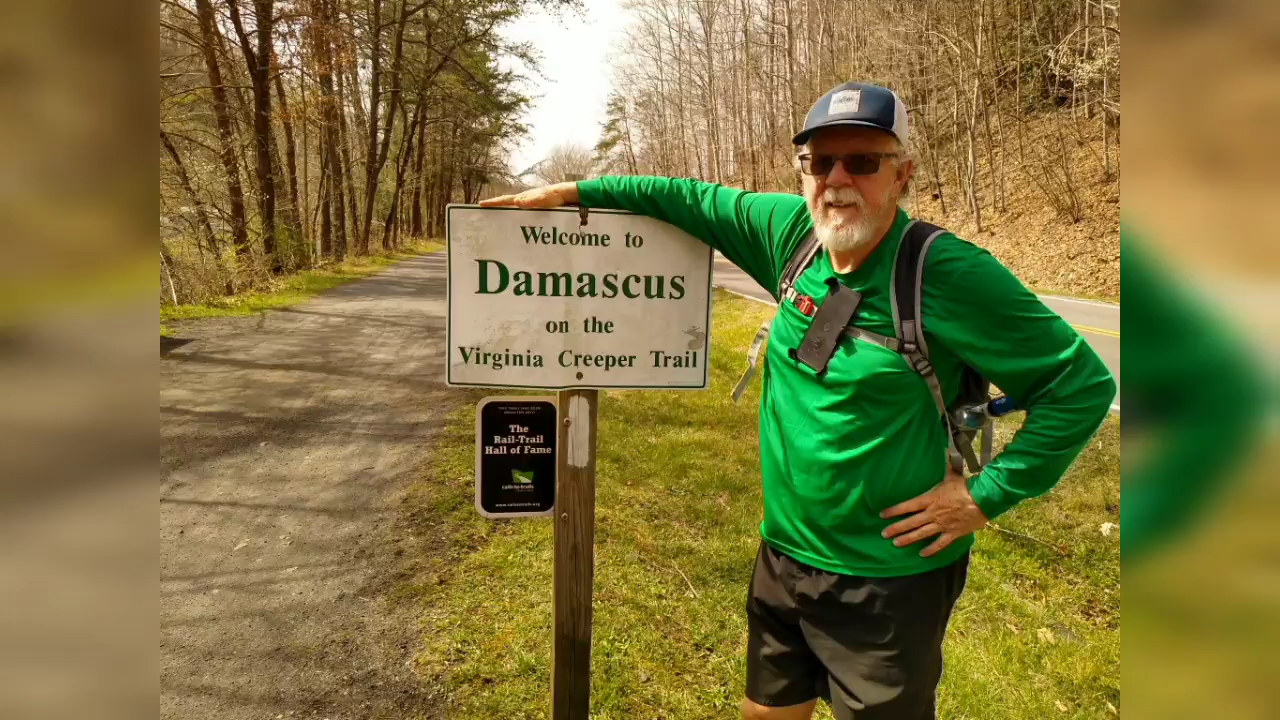 Welcome to
Damascus
on the
Virginia Creeper Trail
The
Rail-Trail
Hall of Fame